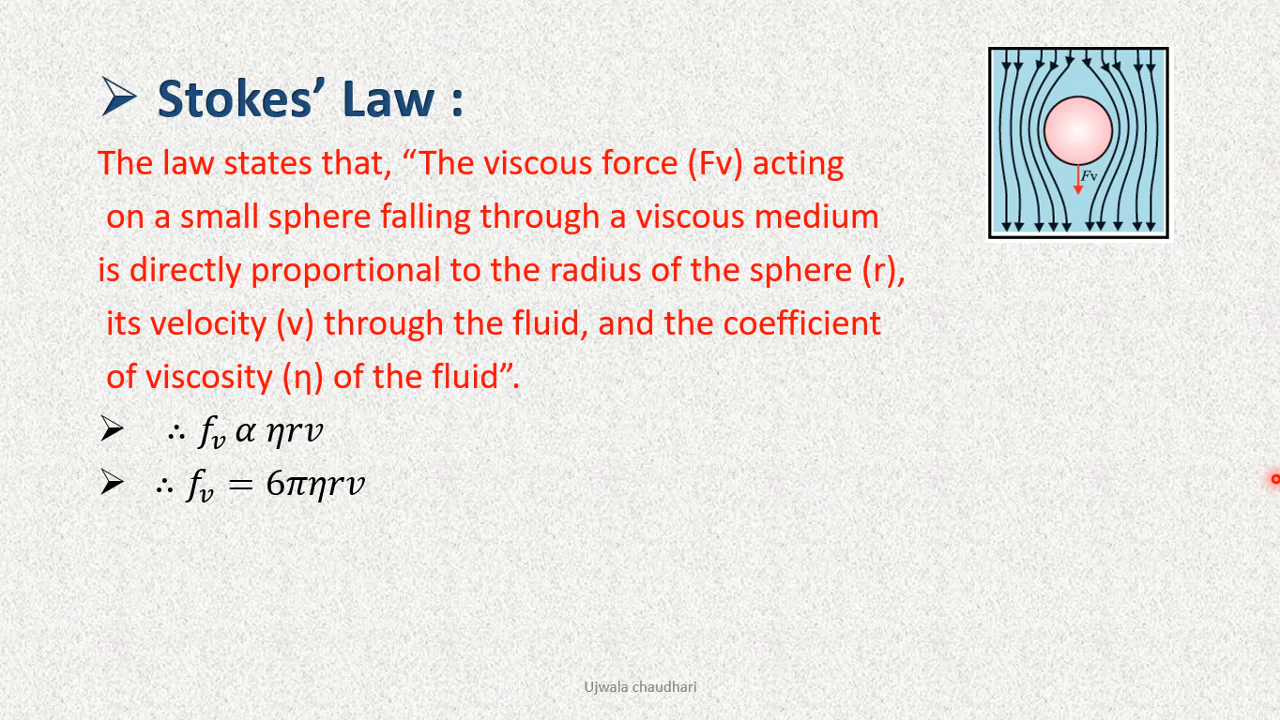 ➢ Stokes’ Law :
The law states that, “The viscous force (Fv) acting
on a small sphere falling through a viscous medium
is directly proportional to the radius of the sphere (r),
its velocity (v) through the fluid, and the coefficient
of viscosity (η) of the fluid”.
➢ ∴ 𝑓ᵥ α ηrv
➢ ∴ 𝑓ᵥ = 6πηrv
Fv
Ujwala chaudhari